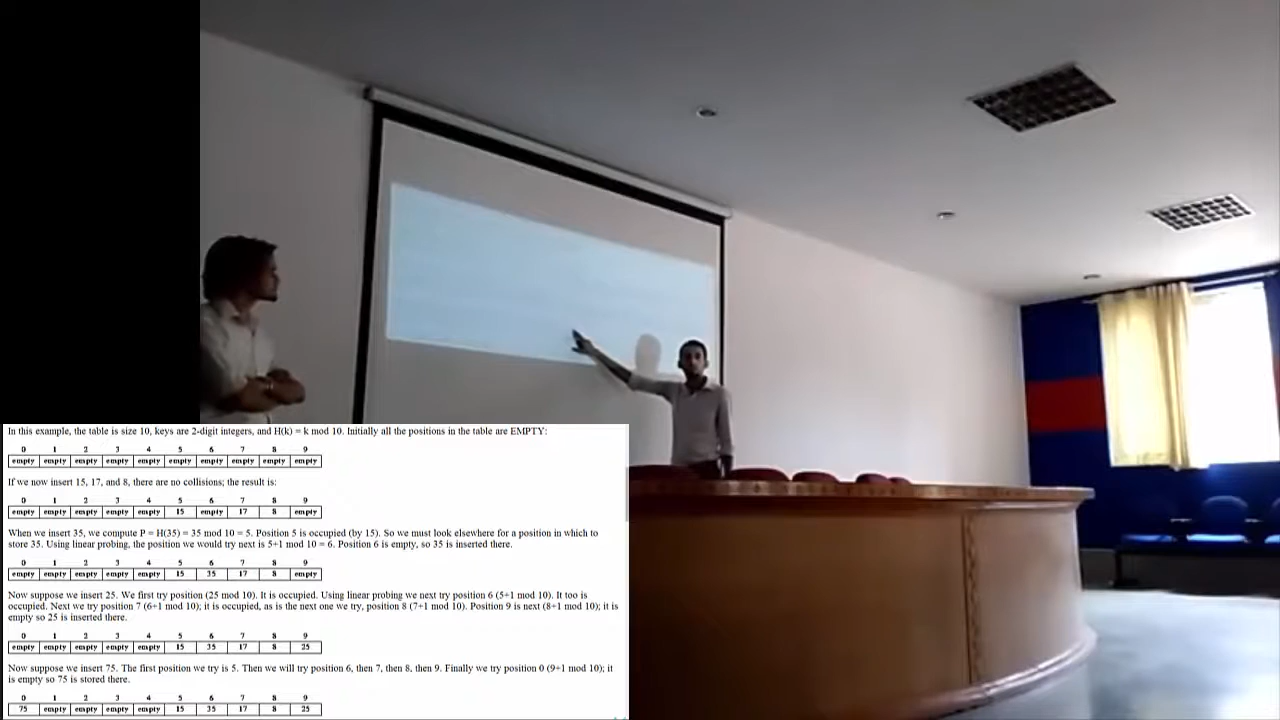 In this example, the table is size 10, keys are 2-digit integers, and H(k) = k mod 10. Initially all the positions in the table are EMPTY:
0 1 2 3 4 5 6 7 8 9
empty empty empty empty empty empty empty empty empty empty
If we now insert 15, 17, and 8, there are no collisions; the result is:
0 1 2 3 4 5 6 7 8 9
empty empty empty empty empty 15 empty 17 8 empty
When we insert 35, we compute P = H(35) = 35 mod 10 = 5. Position 5 is occupied (by 15). So we must look elsewhere for a position in which to
store 35. Using linear probing, the position we would try next is 5+1 mod 10 = 6. Position 6 is empty, so 35 is inserted there.
0 1 2 3 4 5 6 7 8 9
empty empty empty empty empty 15 35 17 8 empty
Now suppose we insert 25. We first try position (25 mod 10). It is occupied. Using linear probing we next try position 6 (5+1 mod 10). It too is
occupied. Next we try position 7 (6+1 mod 10); it is occupied, as is the next one we try, position 8 (7+1 mod 10). Position 9 is next (8+1 mod 10); it is
empty so 25 is inserted there.
0 1 2 3 4 5 6 7 8 9
empty empty empty empty empty 15 35 17 8 25
Now suppose we insert 75. The first position we try is 5. Then we will try position 6, then 7, then 8, then 9. Finally we try position 0 (9+1 mod 10); it
is empty so 75 is stored there.
0 1 2 3 4 5 6 7 8 9
75 empty empty empty empty 15 35 17 8 25